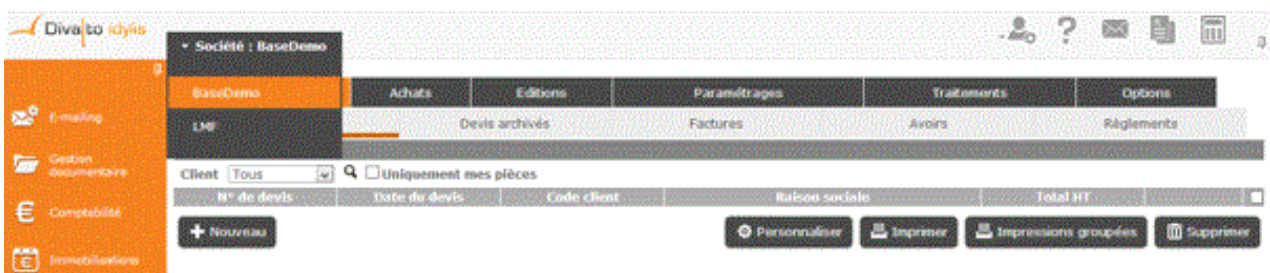 Divalto idylis
Société : BaseDemo
BaseDemo
LMF
Achats
Editions
Paramétrages
Traitements
Options
Devis archivés
Factures
Avoirs
Règlements
E-mailing
Gestion
documentaire
Comptabilité
Immobilisations
Client Tous Uniquement mes pièces
N° de devis Date du devis Code client Raison sociale Total HT
Nouveau Personnaliser Imprimer Impressions groupées Supprimer